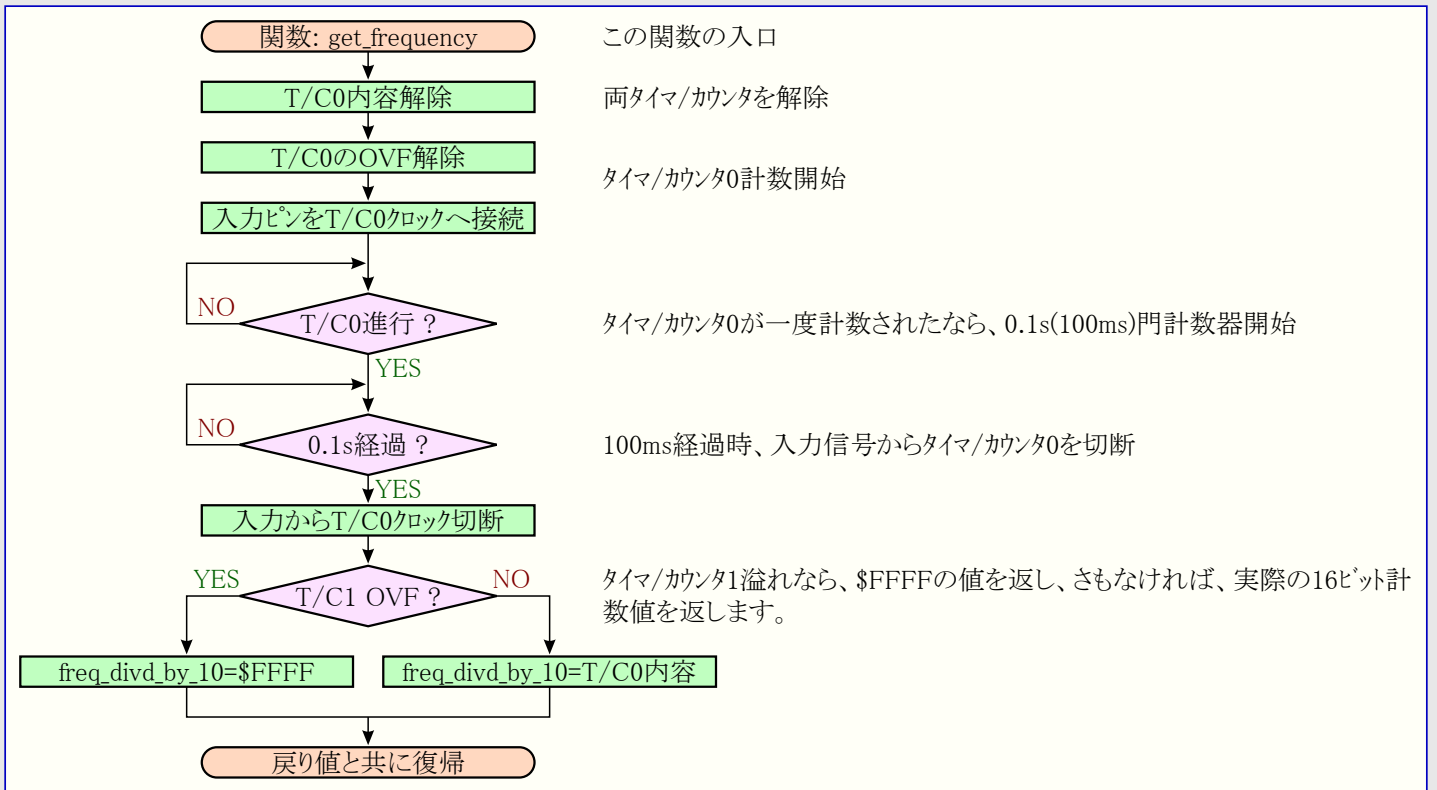 関数: get_frequency
この関数の入口
T/C0内容解除
両ﾀｲﾏ/ｶｳﾝﾀを解除
T/C0のOVF解除
ﾀｲﾏ/ｶｳﾝﾀ0計数開始
入力ﾋﾟﾝをT/C0ｸﾛｯｸへ接続
NO
T/C0進行 ?
ﾀｲﾏ/ｶｳﾝﾀ0が一度計数されたなら、0.1s(100ms)門計数器開始
YES
NO
0.1s経過 ?
100ms経過時、入力信号からﾀｲﾏ/ｶｳﾝﾀ0を切断
YES
入力からT/C0ｸﾛｯｸ切断
YES
T/C1 OVF ?
NO
ﾀｲﾏ/ｶｳﾝﾀ1溢れなら、$FFFFの値を返し、さもなければ、実際の16ﾋﾞｯﾄ計
数値を返します。
freq_divd_by_10=$FFFF
freq_divd_by_10=T/C0内容
戻り値と共に復帰